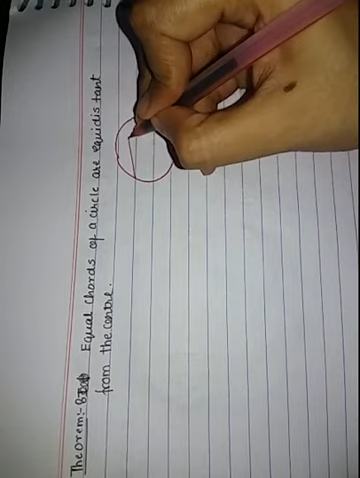 Theorem:- Equal chords of a circle are equidistant
from the centre.